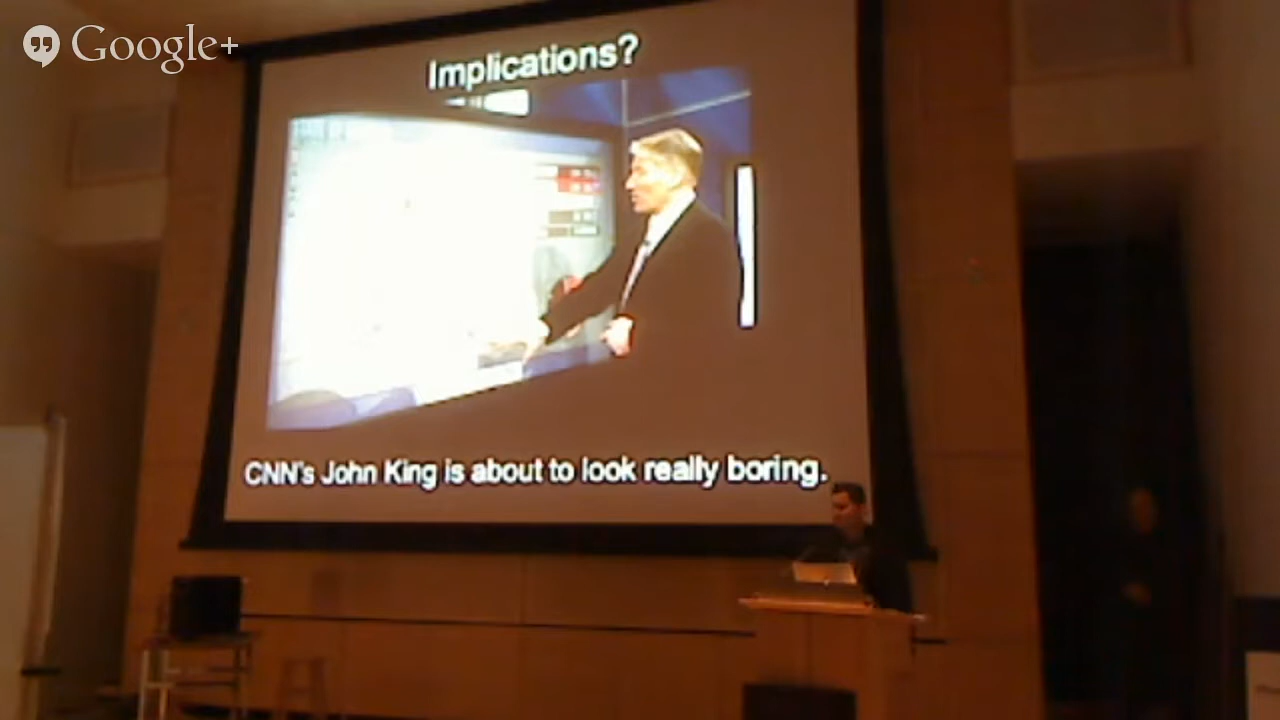 Google+
Implications?
CNN's John King is about to look really boring.